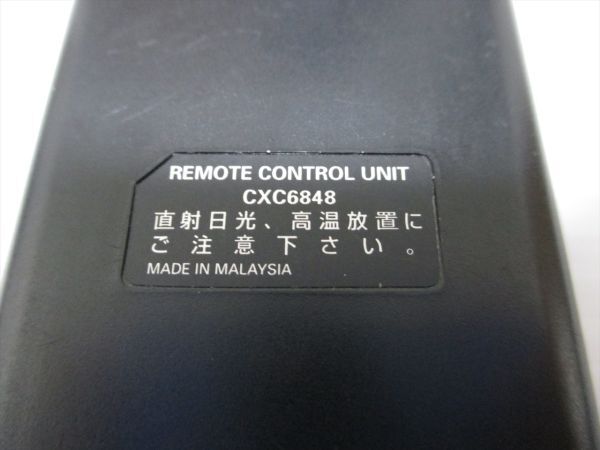 REMOTE CONTROL UNIT
CXC6848
直射日光、高温放置に
ご注意下さい。
MADE IN MALAYSIA